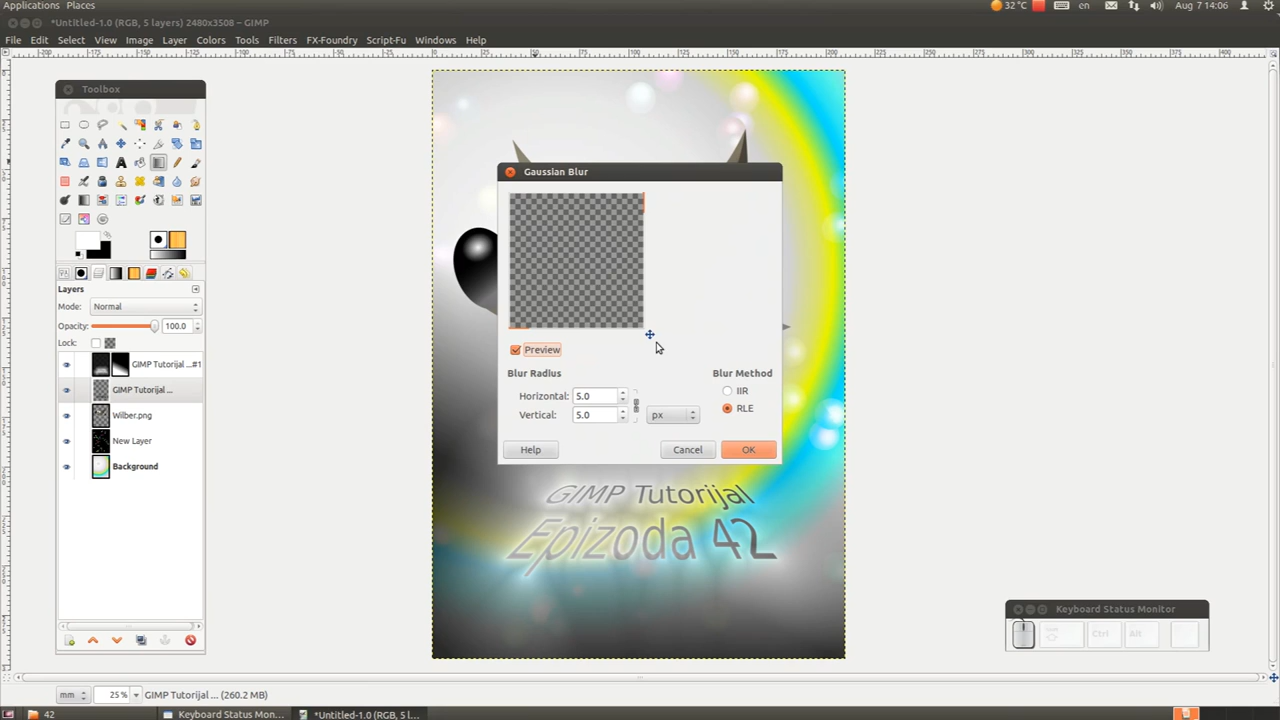 Applications Places
32 °C en Aug 7 14:06
*Untitled-1.0 (RGB, 5 layers) 2480x3508 – GIMP
File Edit Select View Image Layer Colors Tools Filters FX-Foundry Script-Fu Windows Help
Toolbox
Layers
Mode: Normal
Opacity: 100.0
Lock:
GIMP Tutorijal ...#1
GIMP Tutorijal ...
Wilber.png
New Layer
Background
Gaussian Blur
Preview
Blur Radius Blur Method
Horizontal: 5.0 IIR
Vertical: 5.0 px RLE
Help Cancel OK
GIMP Tutorijal
Epizoda 42
Keyboard Status Monitor
Ctrl Alt
mm 25% GIMP Tutorijal ... (260.2 MB)
42 Keyboard Status Mon... *Untitled-1.0 (RGB, 5 l...